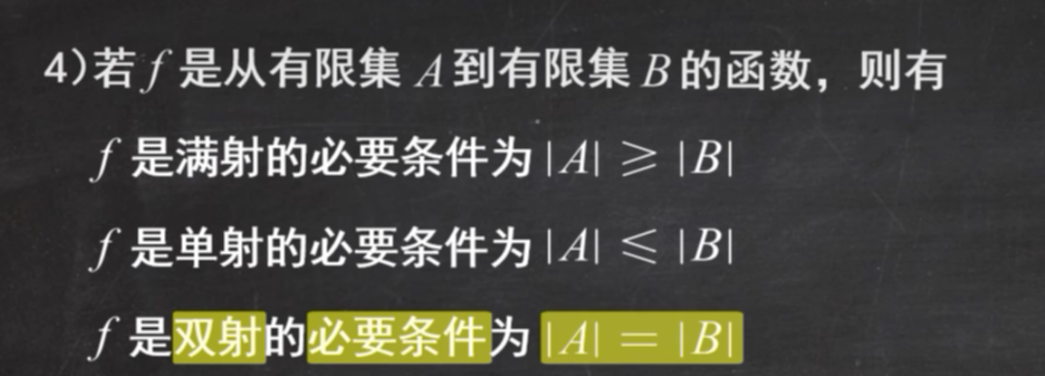 4)若 f 是从有限集 A 到有限集 B 的函数，则有
f 是满射的必要条件为 |A| ⩾ |B|
f 是单射的必要条件为 |A| ⩽ |B|
f 是双射的必要条件为 |A| = |B|